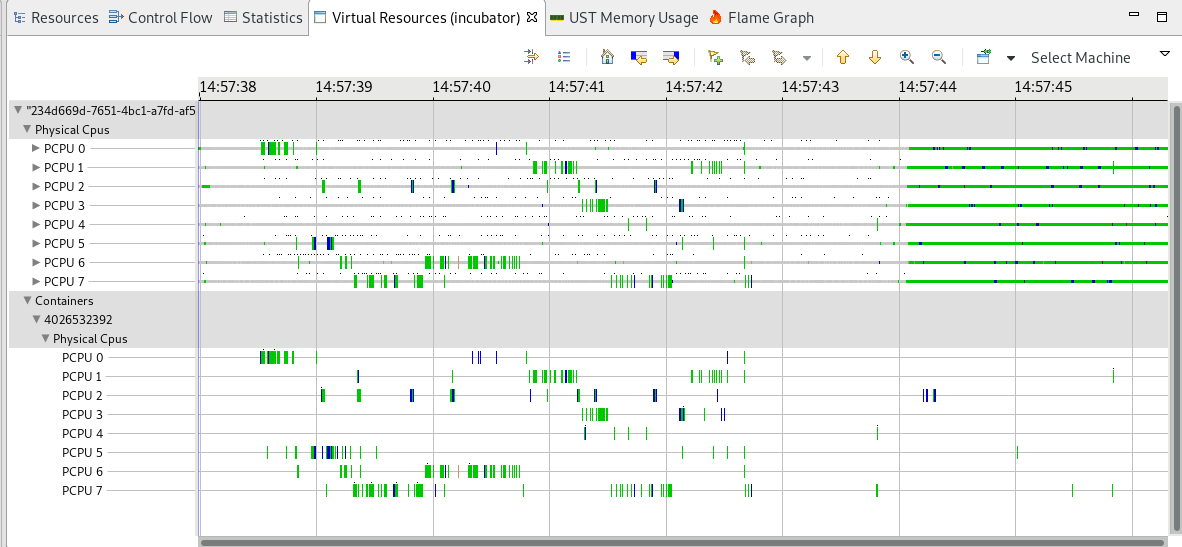 Resources Control Flow Statistics Virtual Resources (incubator) UST Memory Usage Flame Graph
Select Machine
14:57:38 14:57:39 14:57:40 14:57:41 14:57:42 14:57:43 14:57:44 14:57:45
"234d669d-7651-4bc1-a7fd-af5
Physical Cpus
PCPU 0
PCPU 1
PCPU 2
PCPU 3
PCPU 4
PCPU 5
PCPU 6
PCPU 7
Containers
4026532392
Physical Cpus
PCPU 0
PCPU 1
PCPU 2
PCPU 3
PCPU 4
PCPU 5
PCPU 6
PCPU 7